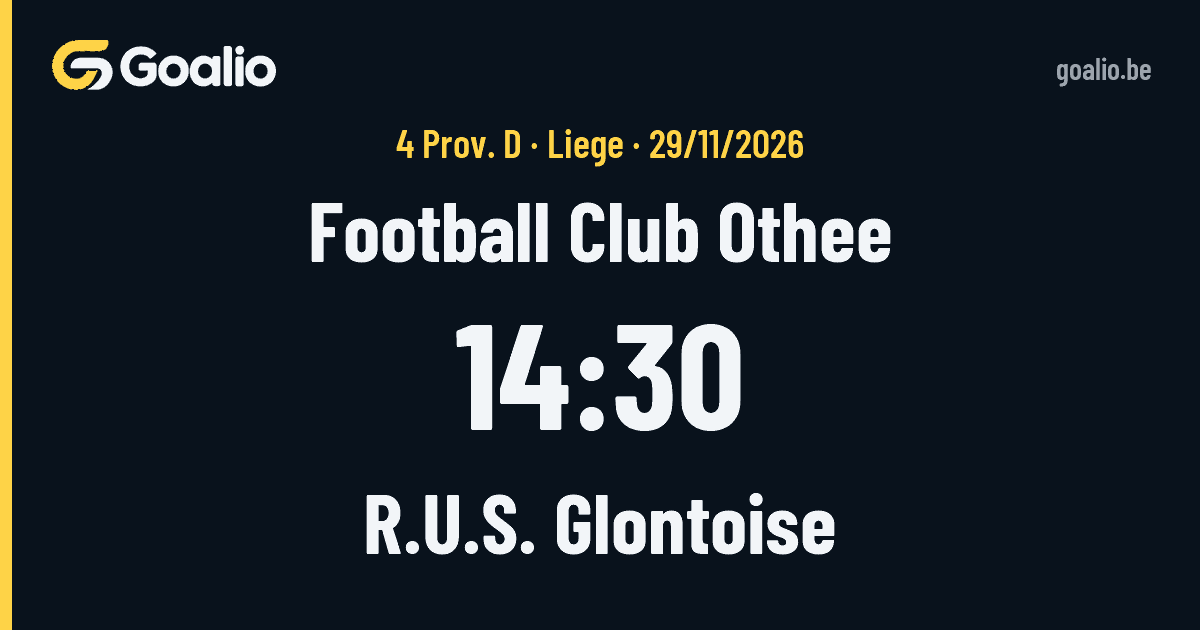 Goalio
goalio.be
4 Prov. D · Liege · 29/11/2026
Football Club Othee
14:30
R.U.S. Glontoise